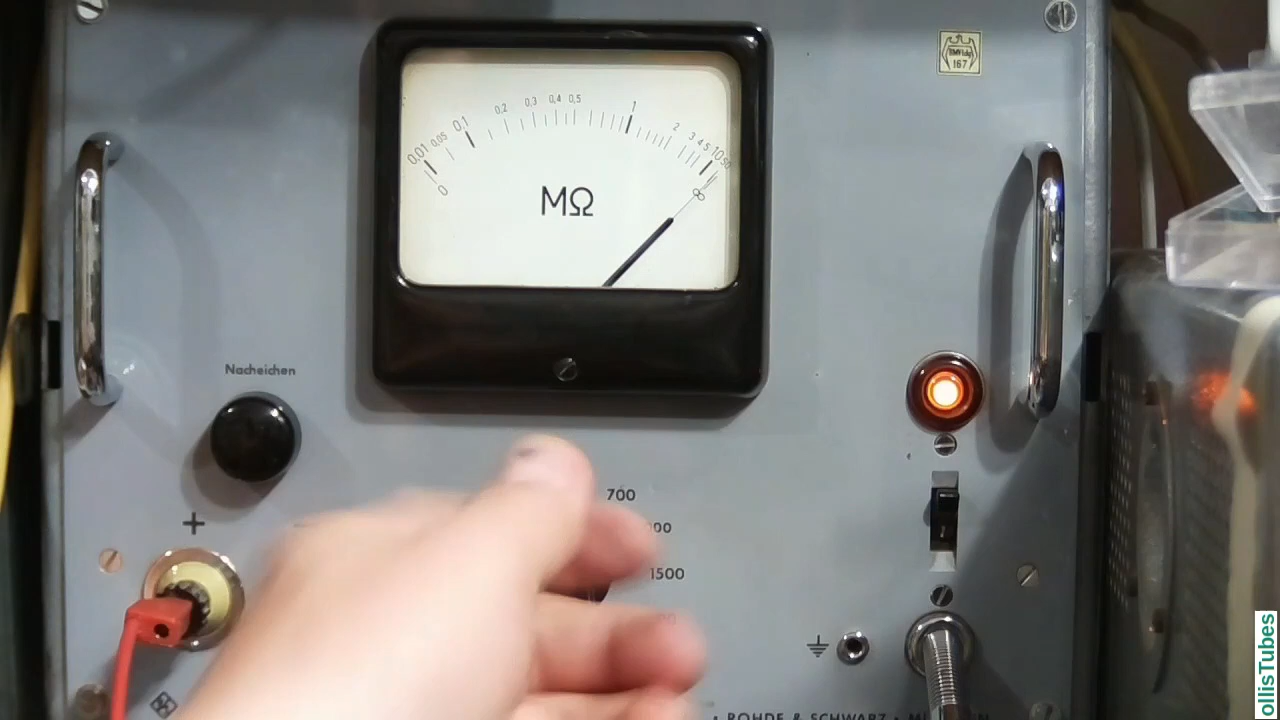 0 0.01 0,05 0.1 0,2 0,3 0,4 0,5 1 2 3 4 5 10 50 ∞
MΩ
167
Nacheichen
+
700
1500
ROHDE & SCHWARZ •
ollisTubes